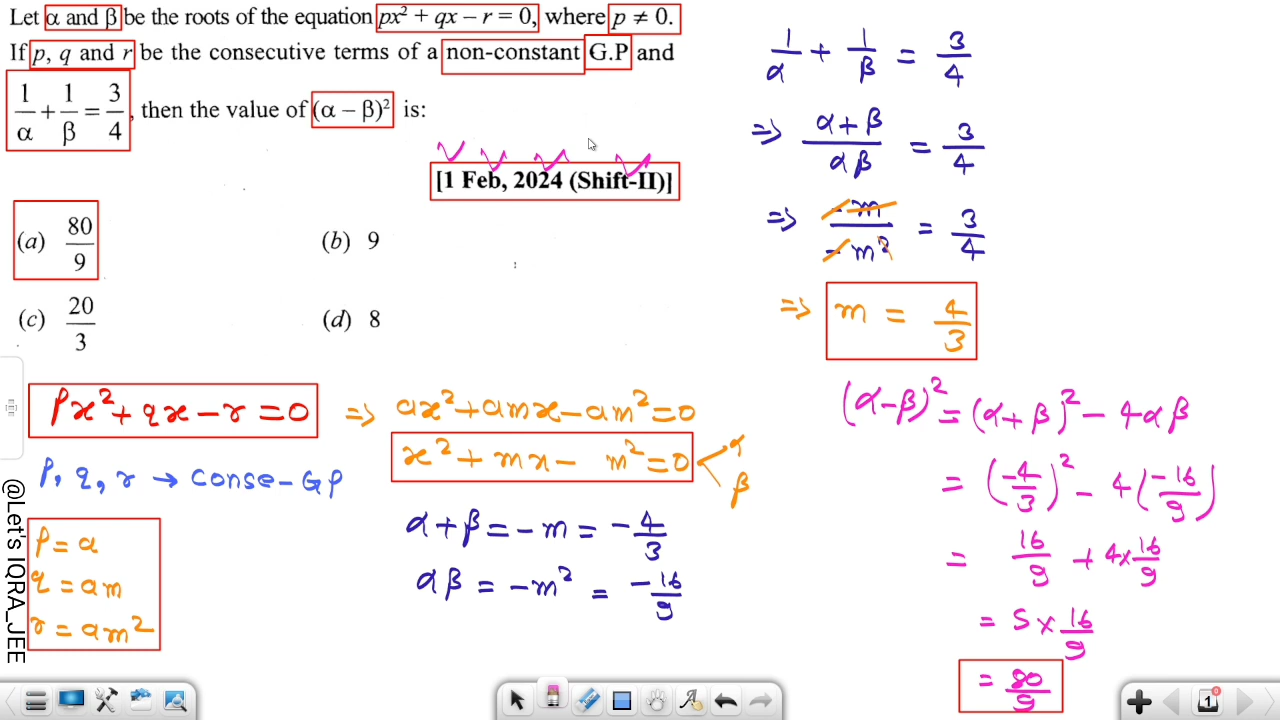 Let α and β be the roots of the equation px² + qx − r = 0, where p ≠ 0.
If p, q and r be the consecutive terms of a non-constant G.P and
1/α + 1/β = 3/4, then the value of (α − β)² is:
[1 Feb, 2024 (Shift-II)]
(a) 80/9 (b) 9
(c) 20/3 (d) 8
px² + qx − r = 0 ⇒ ax² + amx − am² = 0
x² + mx − m² = 0 < α β
p, q, r → Conse-GP
p = a
q = am
r = am²
α + β = −m = −4/3
αβ = −m² = −16/9
1/α + 1/β = 3/4
⇒ α+β/αβ = 3/4
⇒ −m/−m² = 3/4
⇒ m = 4/3
(α−β)² = (α+β)² − 4αβ
= (−4/3)² − 4(−16/9)
= 16/9 + 4×16/9
= 5×16/9
= 80/9
@Let's IQRA_JEE
1